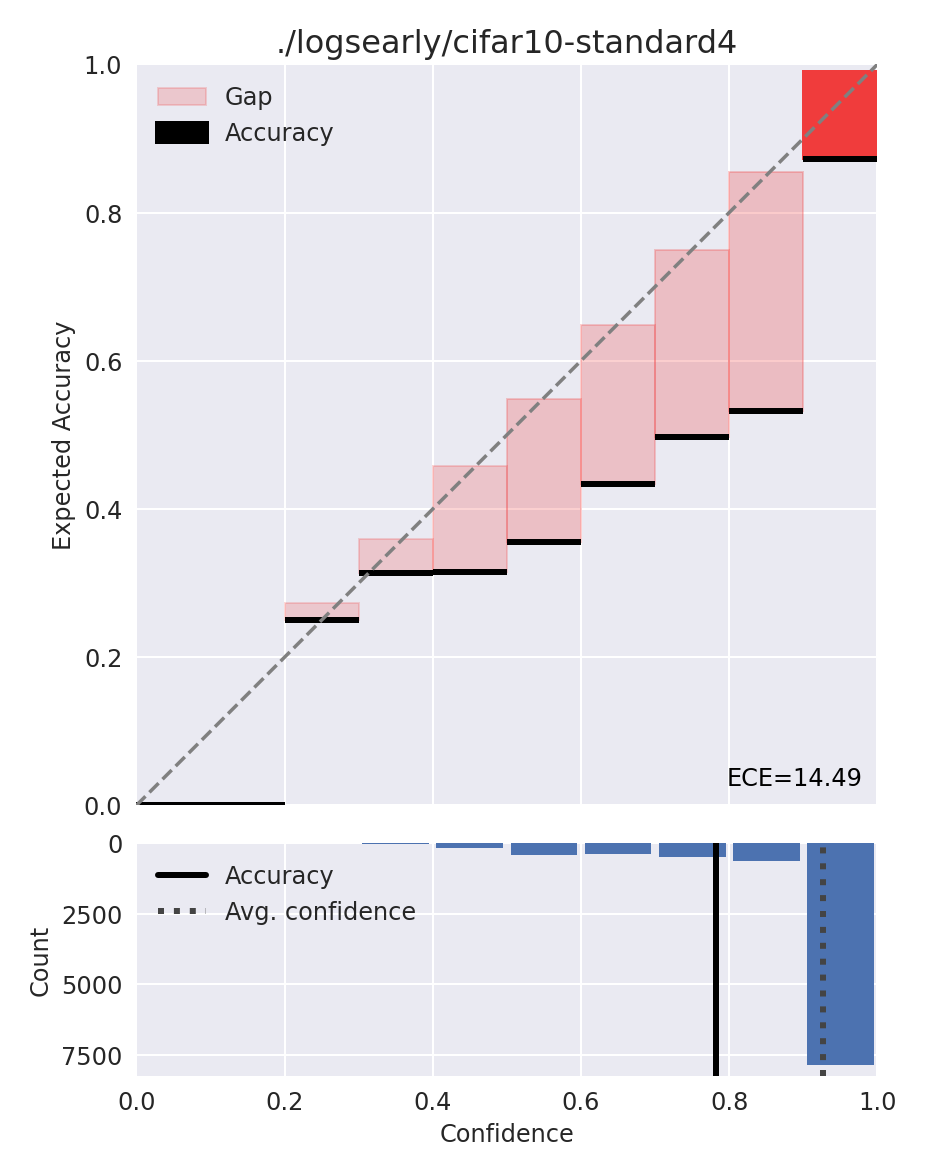 ./logsearly/cifar10-standard4
1.0
0.8
0.6
0.4
0.2
0.0
Expected Accuracy
Gap
Accuracy
ECE=14.49
0
2500
5000
7500
Count
Accuracy
Avg. confidence
0.0 0.2 0.4 0.6 0.8 1.0
Confidence